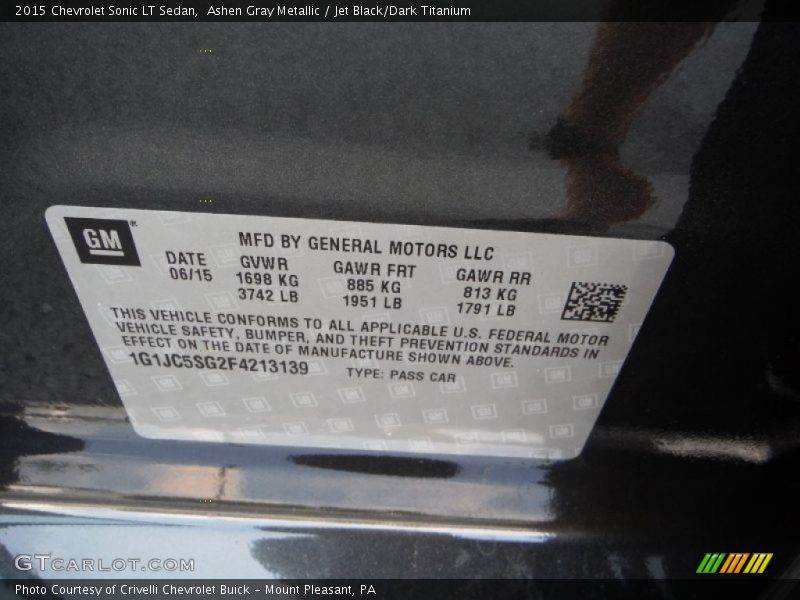 2015 Chevrolet Sonic LT Sedan,  Ashen Gray Metallic / Jet Black/Dark Titanium
GM
MFD BY GENERAL MOTORS LLC
DATE GVWR GAWR FRT GAWR RR
06/15 1698 KG 885 KG 813 KG
3742 LB 1951 LB 1791 LB
THIS VEHICLE CONFORMS TO ALL APPLICABLE U.S. FEDERAL MOTOR
VEHICLE SAFETY, BUMPER, AND THEFT PREVENTION STANDARDS IN
EFFECT ON THE DATE OF MANUFACTURE SHOWN ABOVE.
1G1JC5SG2F4213139 TYPE: PASS CAR
GTCARLOT.COM
Photo Courtesy of Crivelli Chevrolet Buick - Mount Pleasant, PA